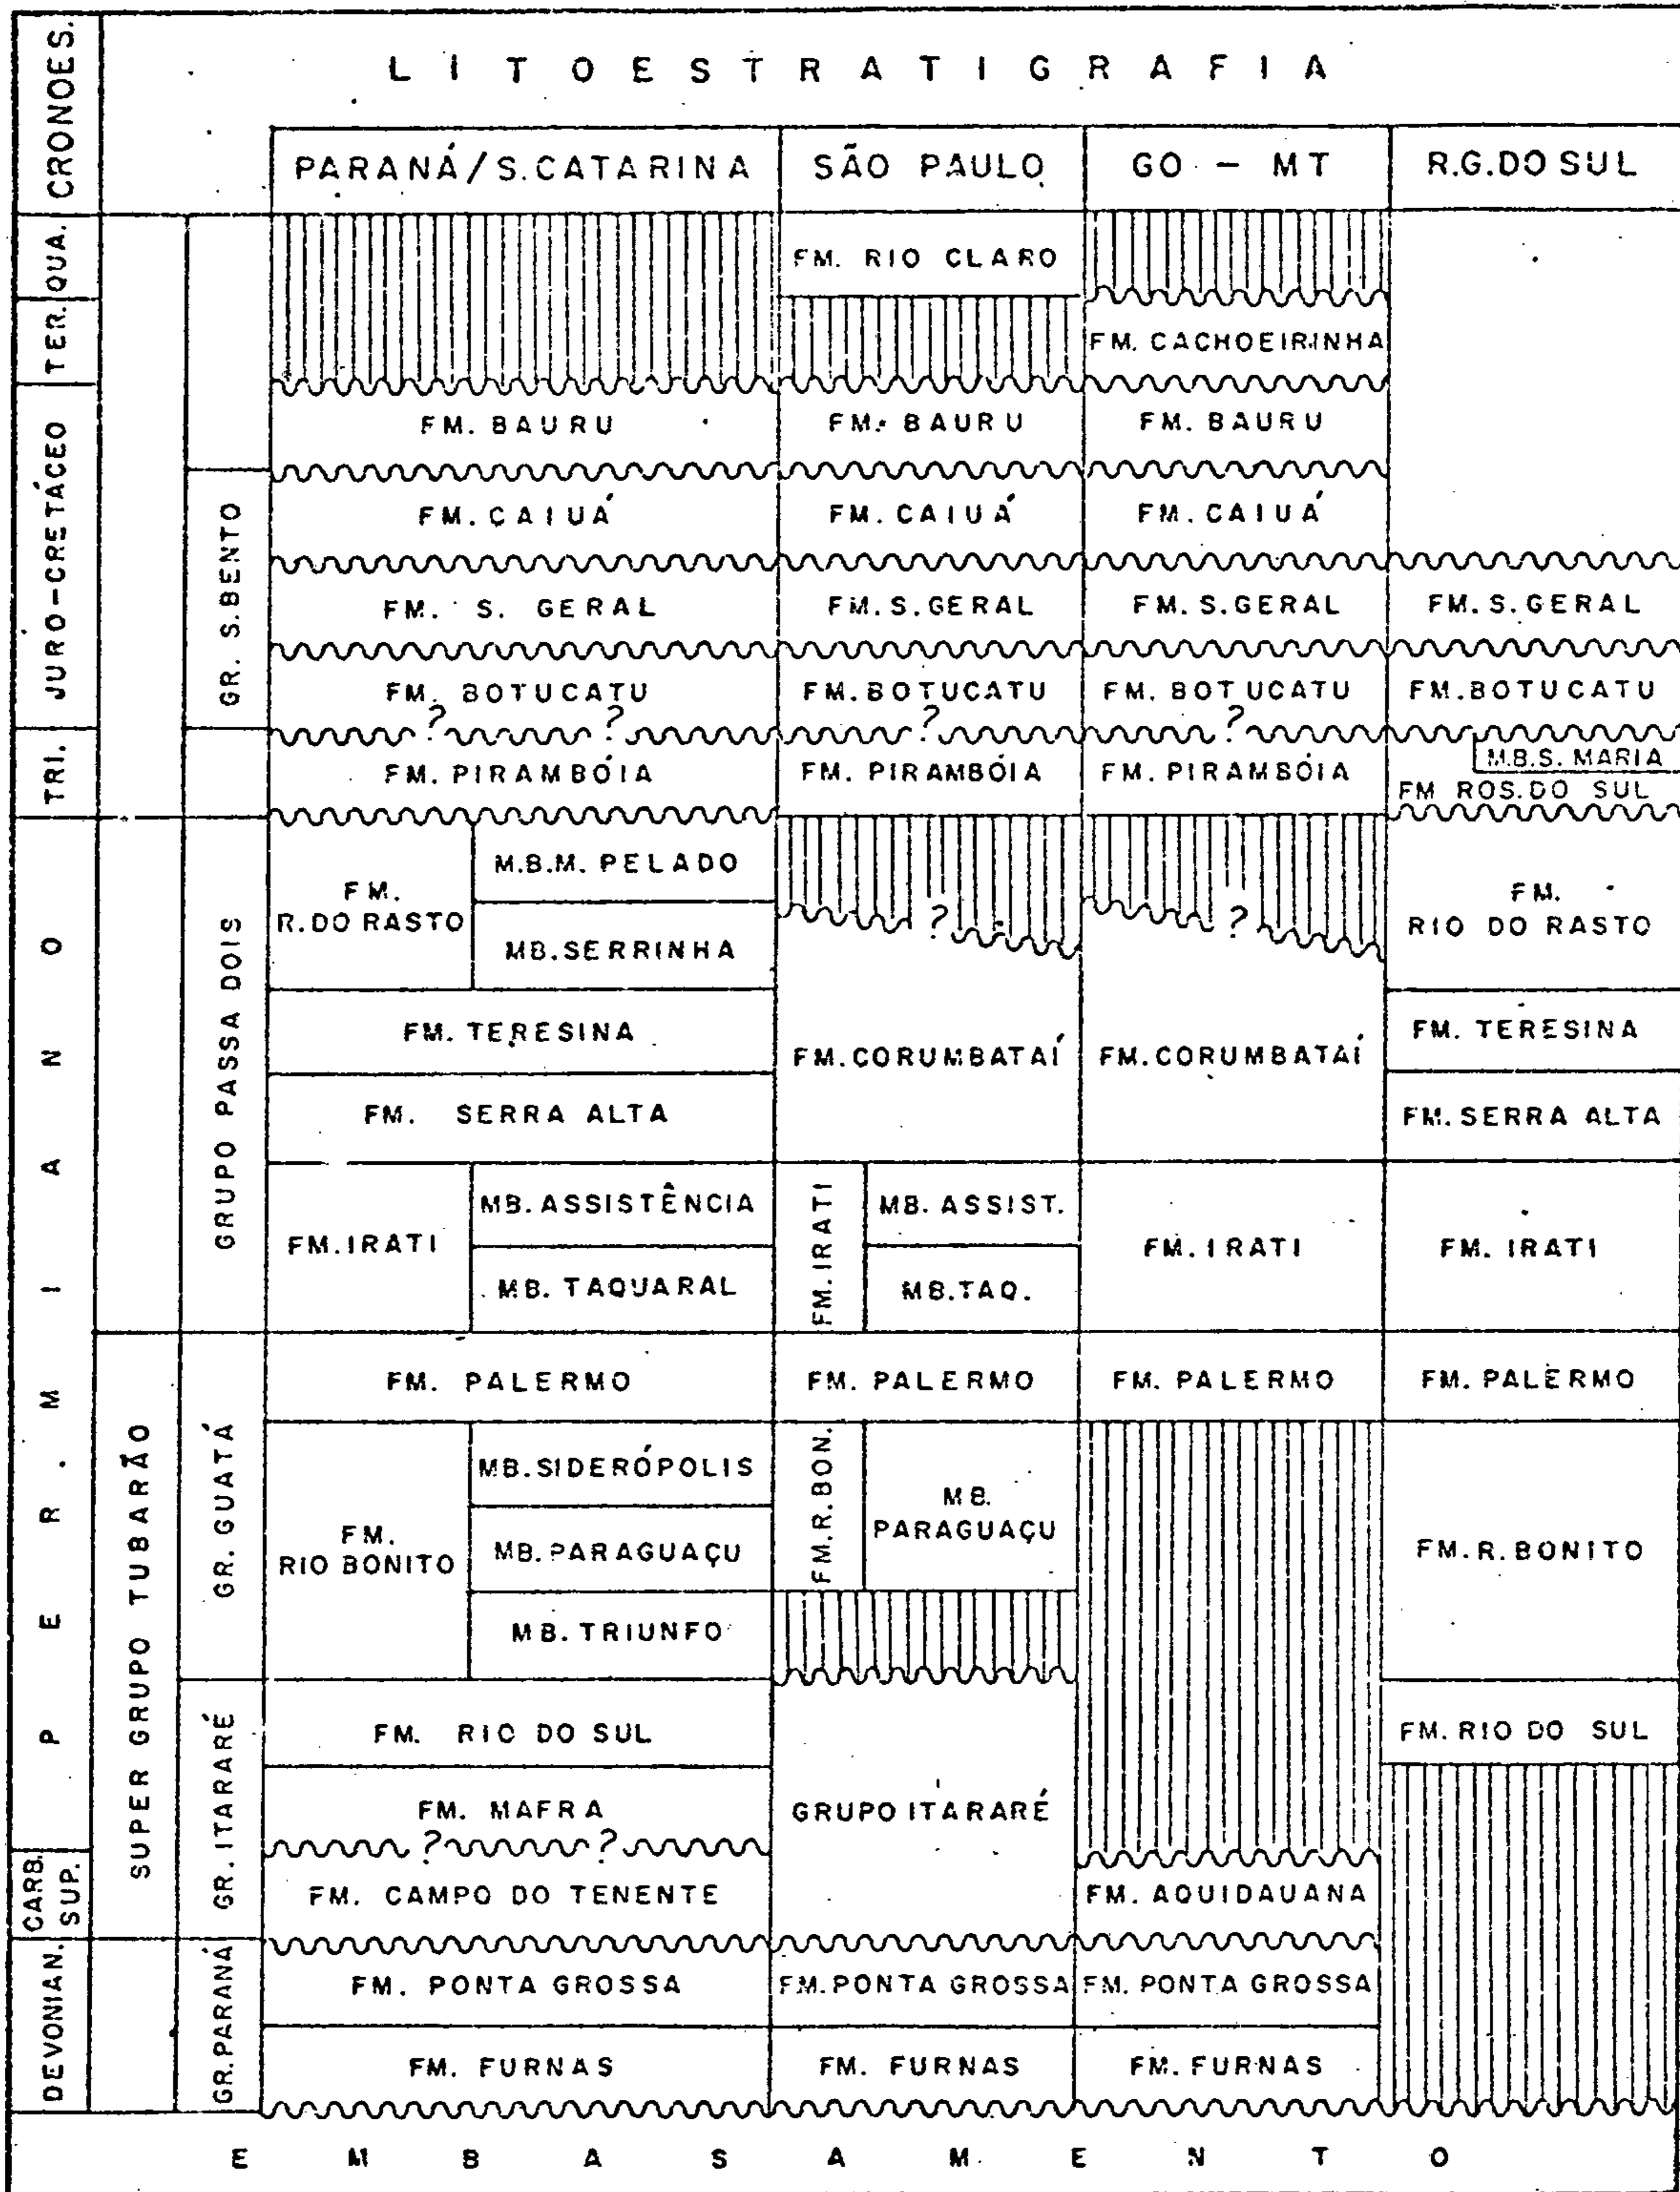 LITOESTRATIGRAFIA
CRONOES.
PARANÁ/S.CATARINA
SÃO PAULO
GO - MT
R.G.DO SUL
QUA.
FM. RIO CLARO
TER.
FM. CACHOEIRINHA
JURO-CRETÁCEO
FM. BAURU
FM. BAURU
FM. BAURU
GR. S.BENTO
FM. CAIUÁ
FM. CAIUÁ
FM. CAIUÁ
FM. S. GERAL
FM. S. GERAL
FM. S. GERAL
FM. S. GERAL
FM. BOTUCATU
FM. BOTUCATU
FM. BOTUCATU
FM. BOTUCATU
? ? ? ?
TRI.
FM. PIRAMBÓIA
FM. PIRAMBÓIA
FM. PIRAMBÓIA
M.B.S. MARIA
FM ROS.DO SUL
PERMIANO
GRUPO PASSA DOIS
FM.
R.DO RASTO
M.B.M. PELADO
MB.SERRINHA
? ?
FM.
RIO DO RASTO
FM. TERESINA
FM.CORUMBATAÍ
FM.CORUMBATAÍ
FM. TERESINA
FM. SERRA ALTA
FM. SERRA ALTA
FM. IRATI
MB. ASSISTÊNCIA
MB. TAQUARAL
FM. IRATI
MB. ASSIST.
MB.TAQ.
FM. IRATI
FM. IRATI
SUPER GRUPO TUBARÃO
GR. GUATÁ
FM. PALERMO
FM. PALERMO
FM. PALERMO
FM. PALERMO
FM.
RIO BONITO
MB.SIDERÓPOLIS
MB.PARAGUAÇU
MB. TRIUNFO
FM.R.BON.
MB.
PARAGUAÇU
FM.R.BONITO
GR. ITARARÉ
FM. RIO DO SUL
FM. RIO DO SUL
FM. MAFRA
GRUPO ITARARÉ
? ?
CARB.
SUP.
FM. CAMPO DO TENENTE
FM. AQUIDAUANA
DEVONIAN.
GR.PARANÁ
FM. PONTA GROSSA
FM. PONTA GROSSA
FM. PONTA GROSSA
FM. FURNAS
FM. FURNAS
FM. FURNAS
EMBASAMENTO